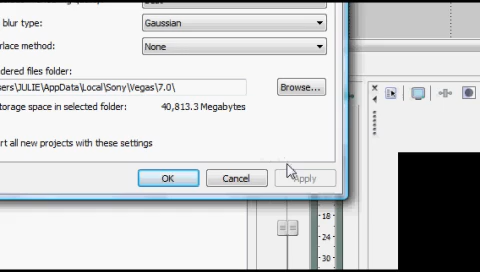 blur type: Gaussian
rlace method: None
dered files folder:
sers\JULIE\AppData\Local\Sony\Vegas\7.0\ Browse...
torage space in selected folder: 40,813.3 Megabytes
rt all new projects with these settings
OK Cancel Apply
-18-
-24-
-30-